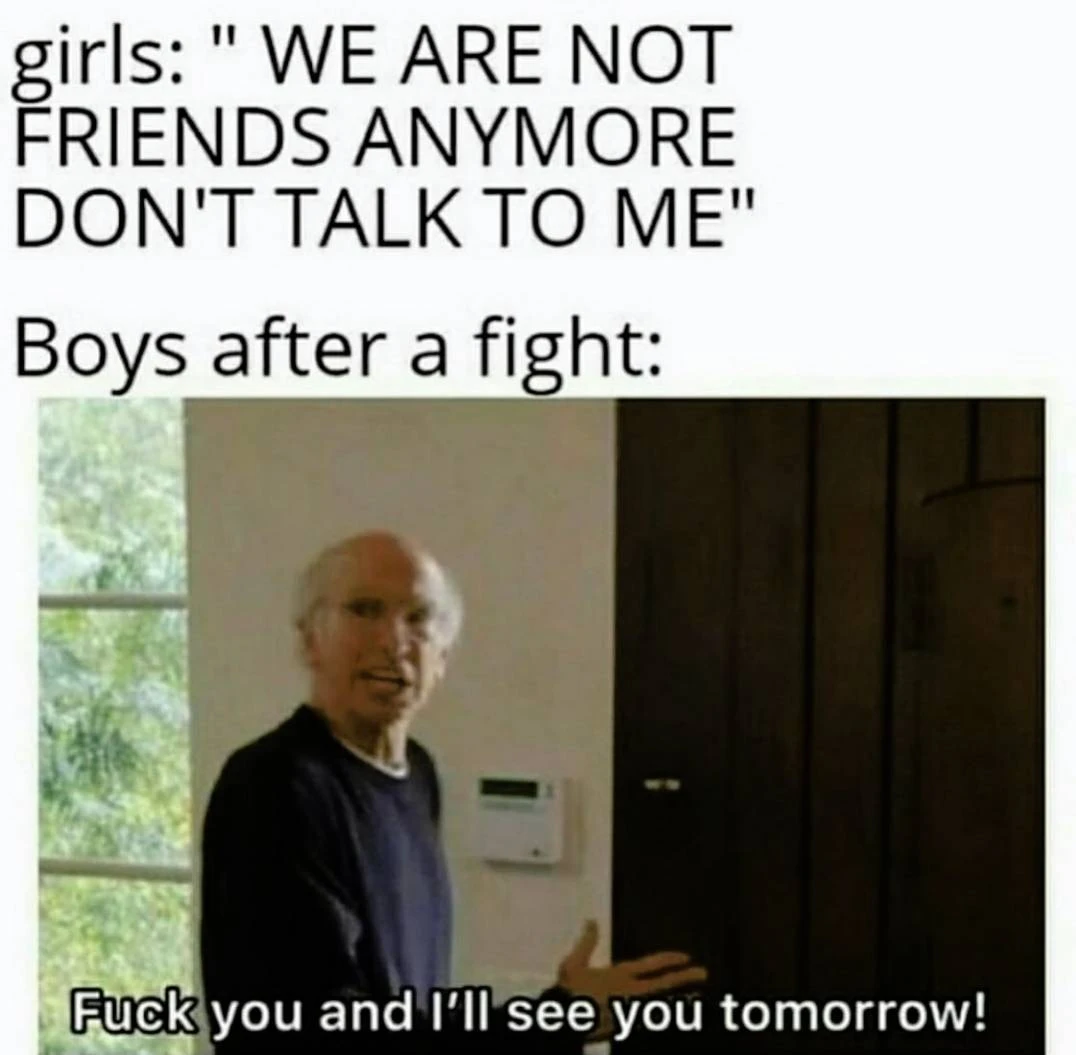 girls: " WE ARE NOT
FRIENDS ANYMORE
DON'T TALK TO ME"
Boys after a fight:
Fuck you and I'll see you tomorrow!